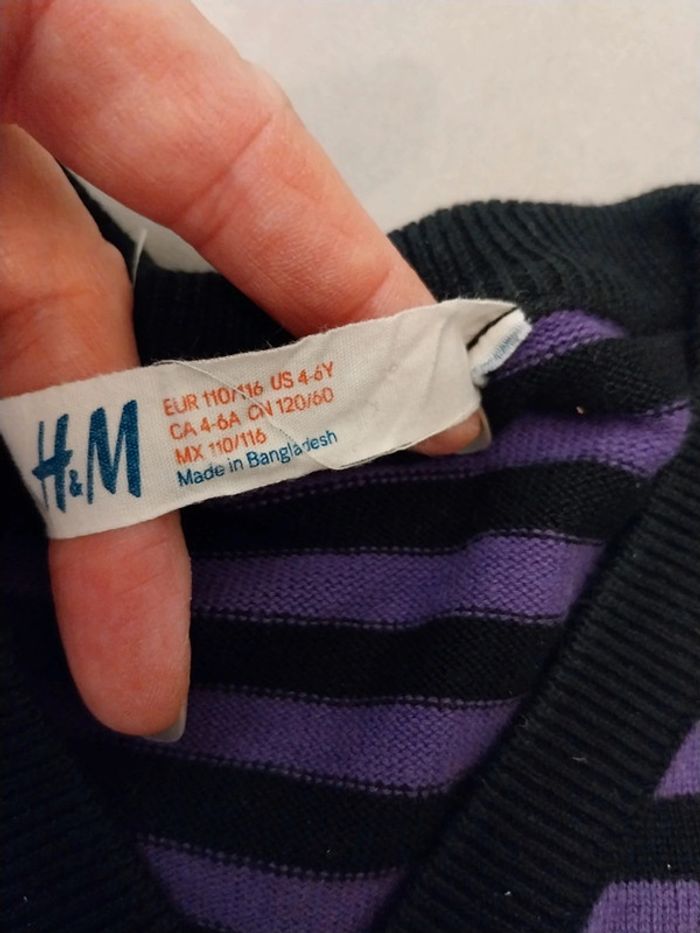 H&M
EUR 110/116 US 4-6Y
CA 4-6A CN 120/60
MX 110/116
Made in Bangladesh